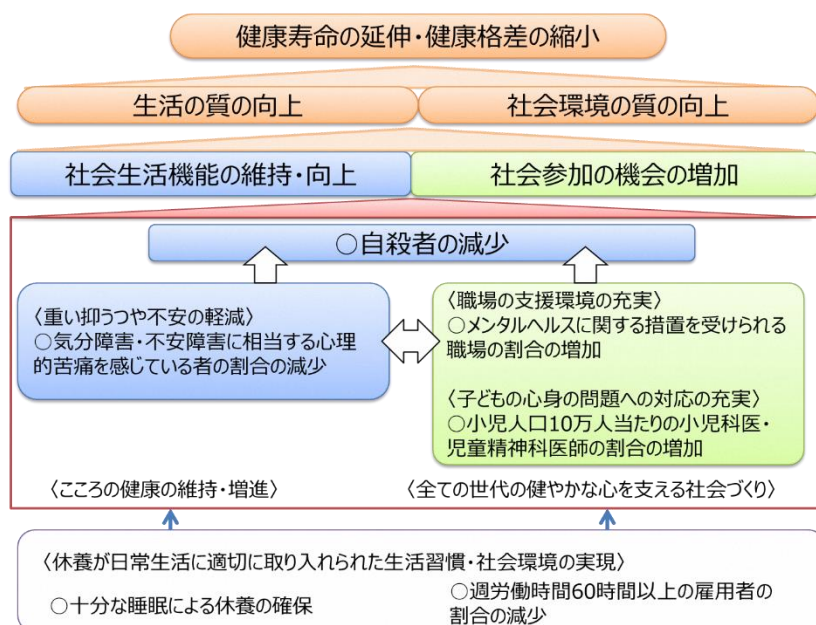 健康寿命の延伸・健康格差の縮小
生活の質の向上
社会環境の質の向上
社会生活機能の維持・向上
社会参加の機会の増加
○自殺者の減少
〈重い抑うつや不安の軽減〉
○気分障害・不安障害に相当する心理
的苦痛を感じている者の割合の減少
〈職場の支援環境の充実〉
○メンタルヘルスに関する措置を受けられる
職場の割合の増加
〈子どもの心身の問題への対応の充実〉
○小児人口10万人当たりの小児科医・
児童精神科医師の割合の増加
〈こころの健康の維持・増進〉
〈全ての世代の健やかな心を支える社会づくり〉
〈休養が日常生活に適切に取り入れられた生活習慣・社会環境の実現〉
○十分な睡眠による休養の確保
○週労働時間60時間以上の雇用者の
割合の減少